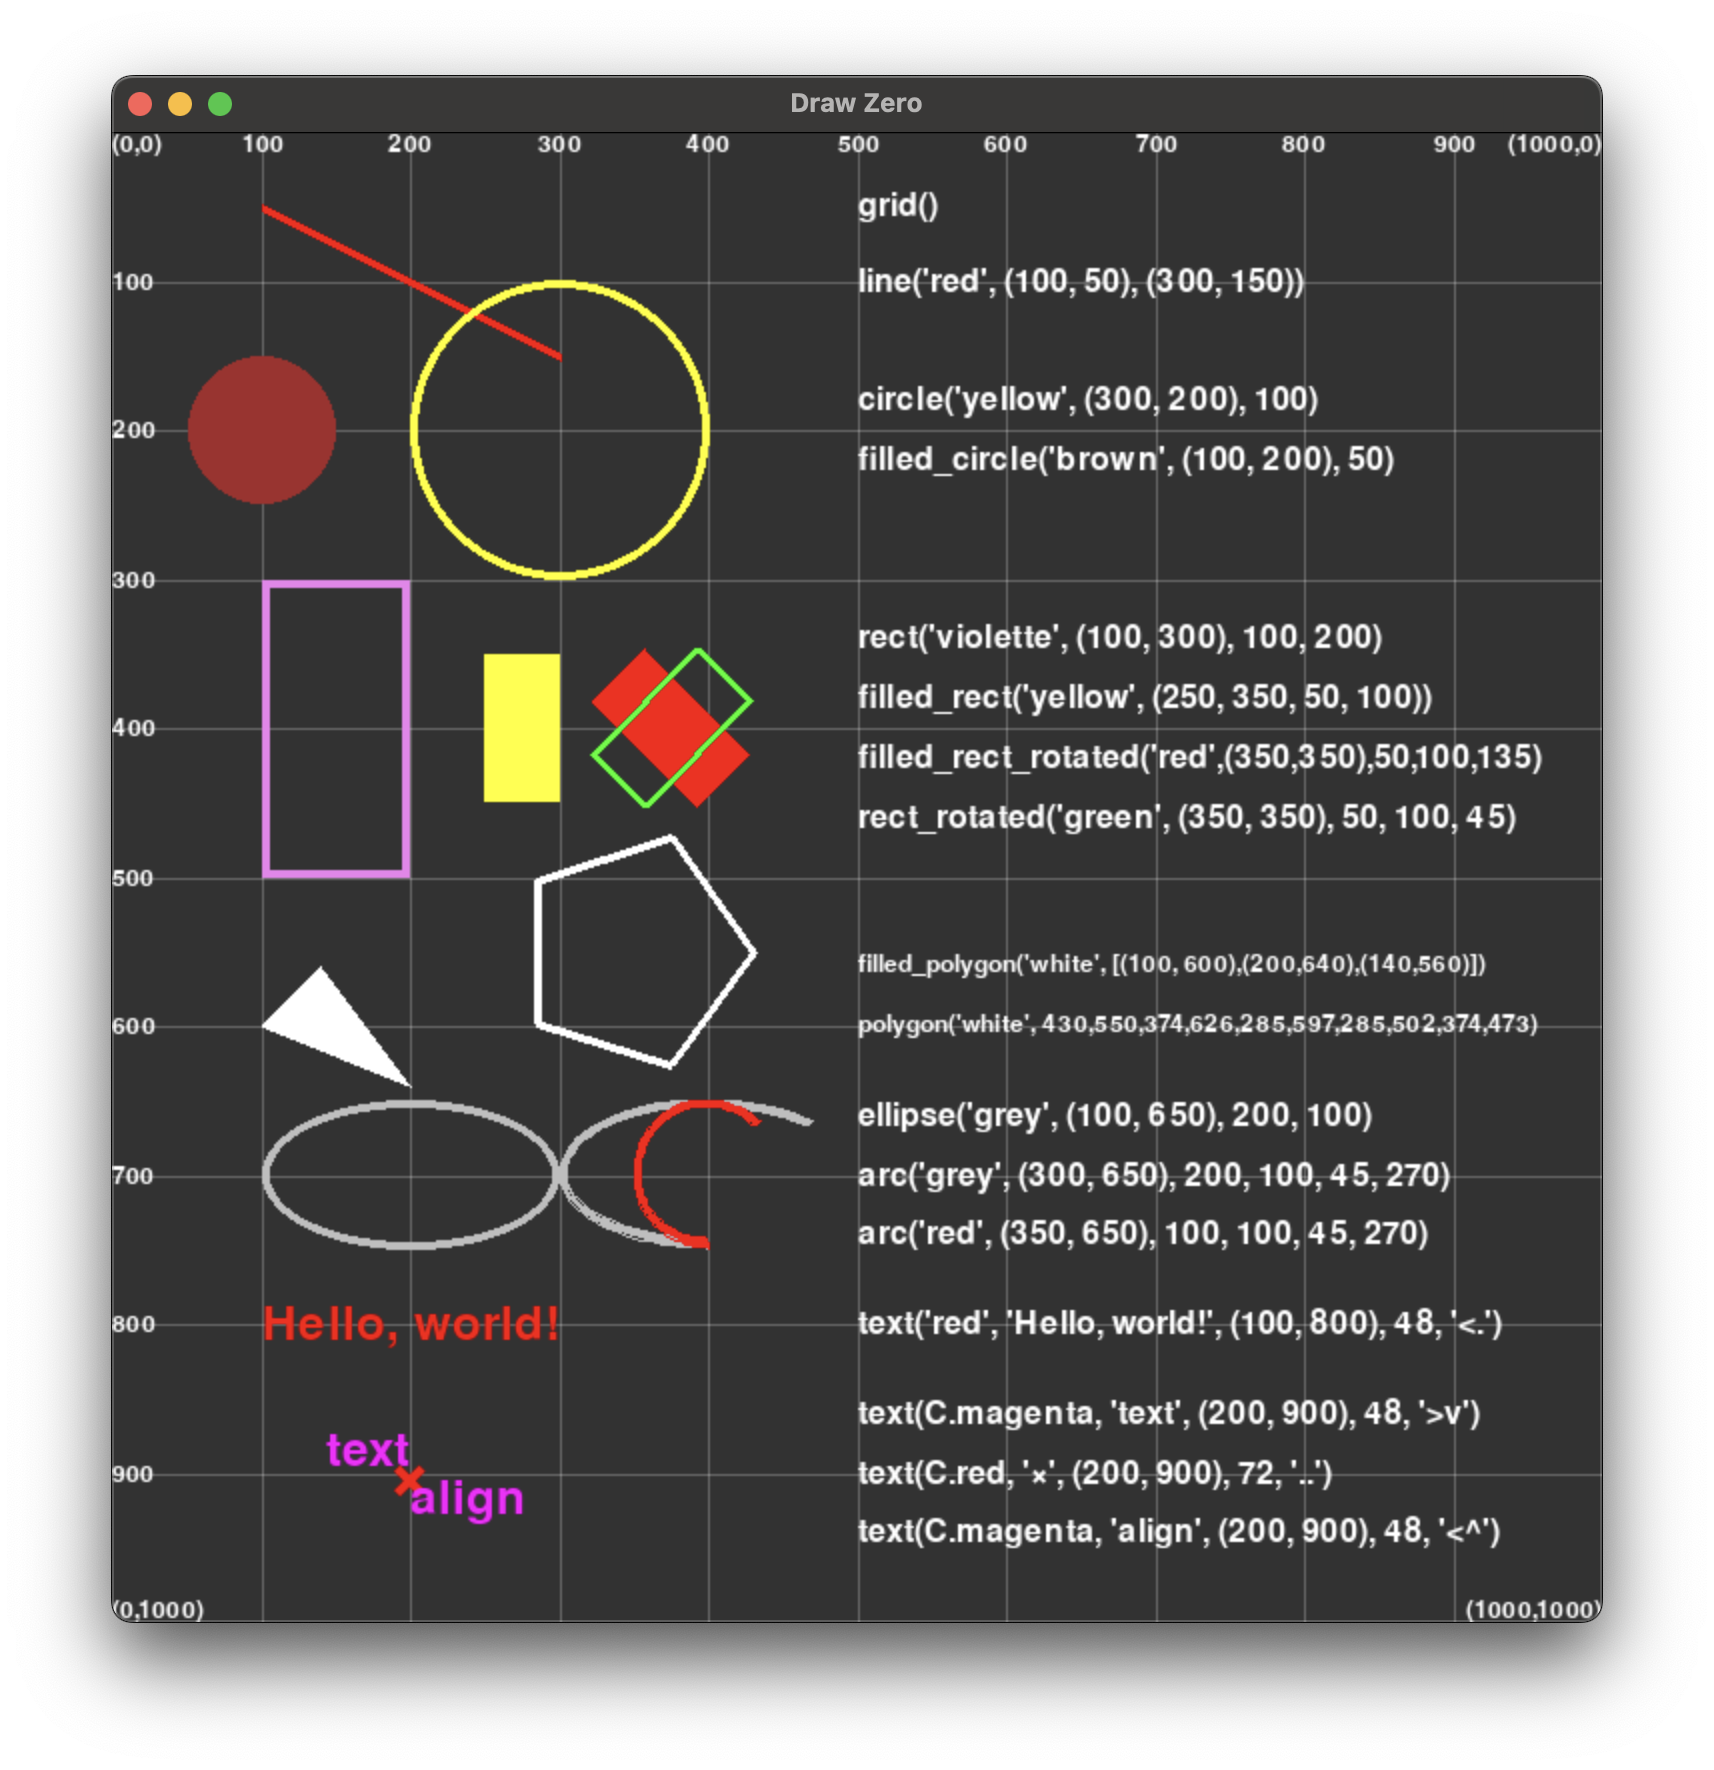 Draw Zero
(0,0) 100 200 300 400 500 600 700 800 900 (1000,0)
grid()
100 line('red', (100, 50), (300, 150))
circle('yellow', (300, 200), 100)
200
filled_circle('brown', (100, 200), 50)
300
rect('violette', (100, 300), 100, 200)
filled_rect('yellow', (250, 350, 50, 100))
400
filled_rect_rotated('red',(350,350),50,100,135)
rect_rotated('green', (350, 350), 50, 100, 45)
500
filled_polygon('white', [(100, 600),(200,640),(140,560)])
600 polygon('white', 430,550,374,626,285,597,285,502,374,473)
ellipse('grey', (100, 650), 200, 100)
700 arc('grey', (300, 650), 200, 100, 45, 270)
arc('red', (350, 650), 100, 100, 45, 270)
800 Hello, world! text('red', 'Hello, world!', (100, 800), 48, '<.')
text(C.magenta, 'text', (200, 900), 48, '>v')
text
900 × text(C.red, '×', (200, 900), 72, '..')
align
text(C.magenta, 'align', (200, 900), 48, '<^')
(0,1000) (1000,1000)